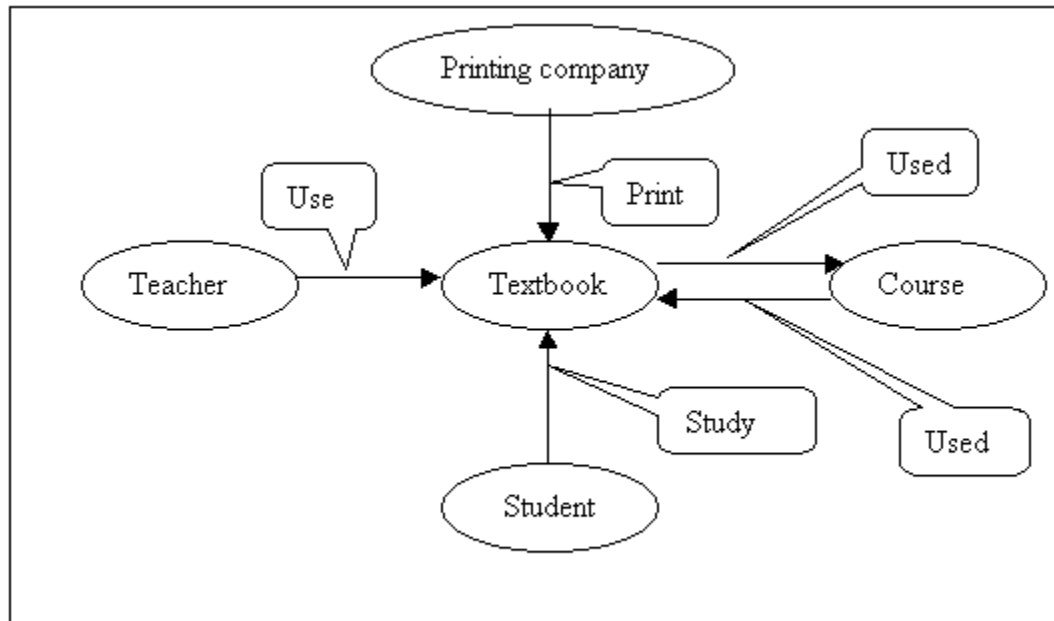 Printing company
Used
Use
Print
Teacher
Textbook
Course
Study
Used
Student